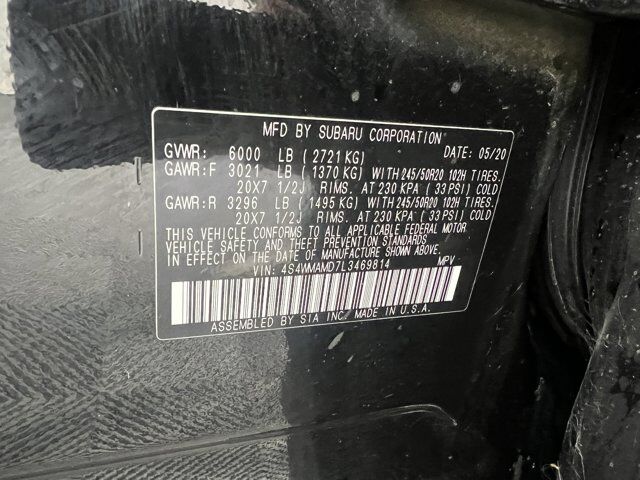 MFD BY SUBARU CORPORATION DATE: 05/20
GVWR: 6000 LB ( 2721 KG)
GAWR: F 3021 LB ( 1370 KG) WITH 245/50R20 102H TIRES.
20X7 1/2J RIMS. AT 230 KPA ( 33 PSI) COLD
GAWR: R 3296 LB ( 1495 KG) WITH 245/50R20 102H TIRES.
20X7 1/2J RIMS. AT 230 KPA ( 33 PSI) COLD
THIS VEHICLE CONFORMS TO ALL APPLICABLE FEDERAL MOTOR
VEHICLE SAFETY AND THEFT PREVENTION STANDARDS
IN EFFECT ON THE DATE OF MANUFACTURE SHOWN ABOVE.
VIN: 4S4WMAMD7L3469814 MPV
ASSEMBLED BY SIA INC. MADE IN U.S.A.